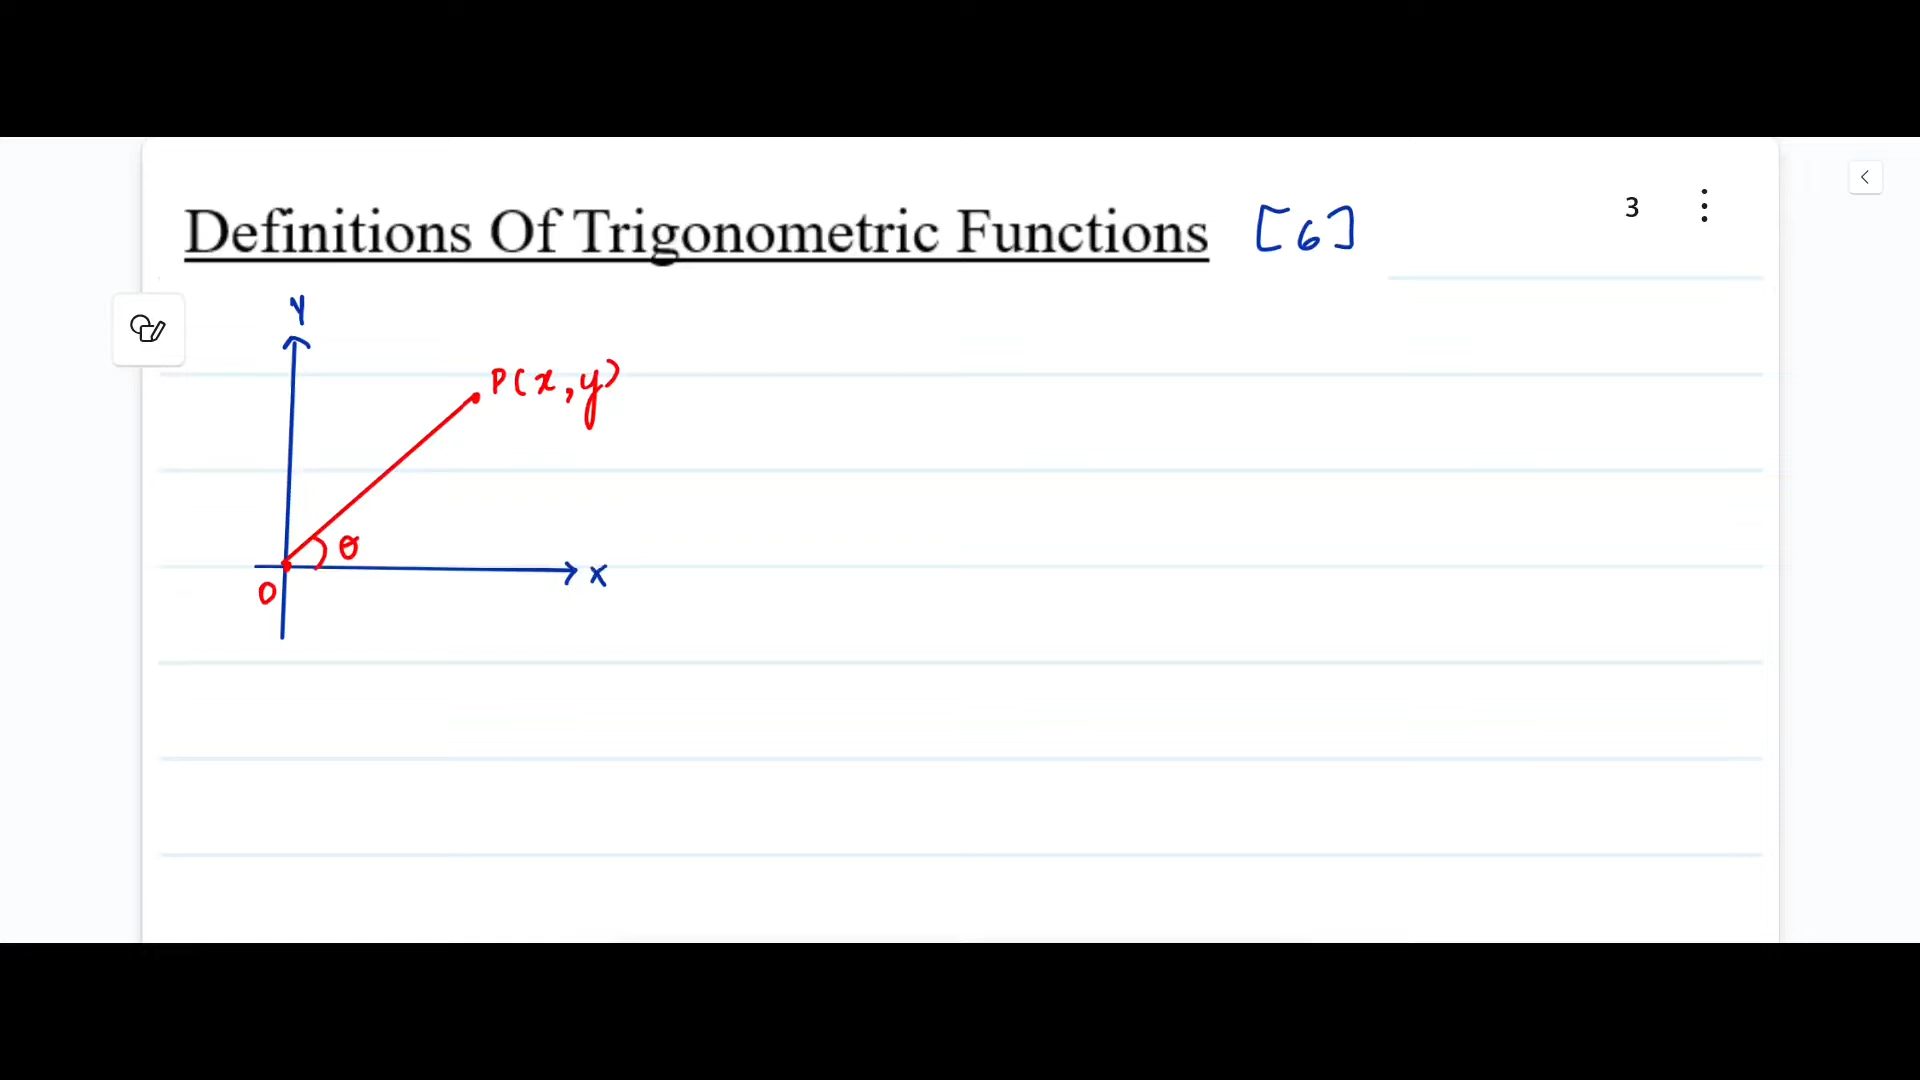 Definitions Of Trigonometric Functions [6]
3
Y
P(x,y)
θ
X
O